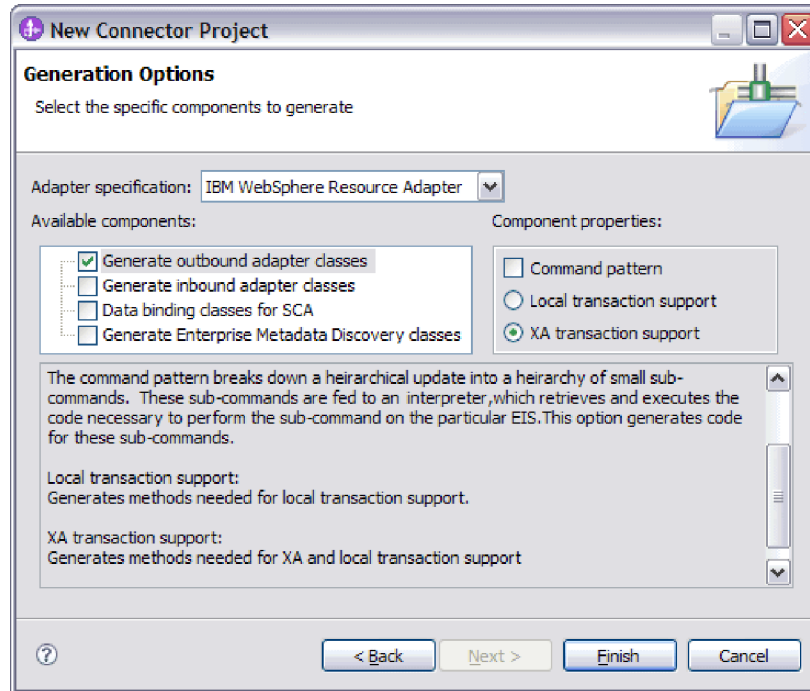 New Connector Project
Generation Options
Select the specific components to generate
Adapter specification: IBM WebSphere Resource Adapter
Available components:
Generate outbound adapter classes
Generate inbound adapter classes
Data binding classes for SCA
Generate Enterprise Metadata Discovery classes
Component properties:
Command pattern
Local transaction support
XA transaction support
The command pattern breaks down a heirarchical update into a heirarchy of small sub-
commands. These sub-commands are fed to an interpreter,which retrieves and executes the
code necessary to perform the sub-command on the particular EIS.This option generates code
for these sub-commands.
Local transaction support:
Generates methods needed for local transaction support.
XA transaction support:
Generates methods needed for XA and local transaction support
? < Back Next > Finish Cancel